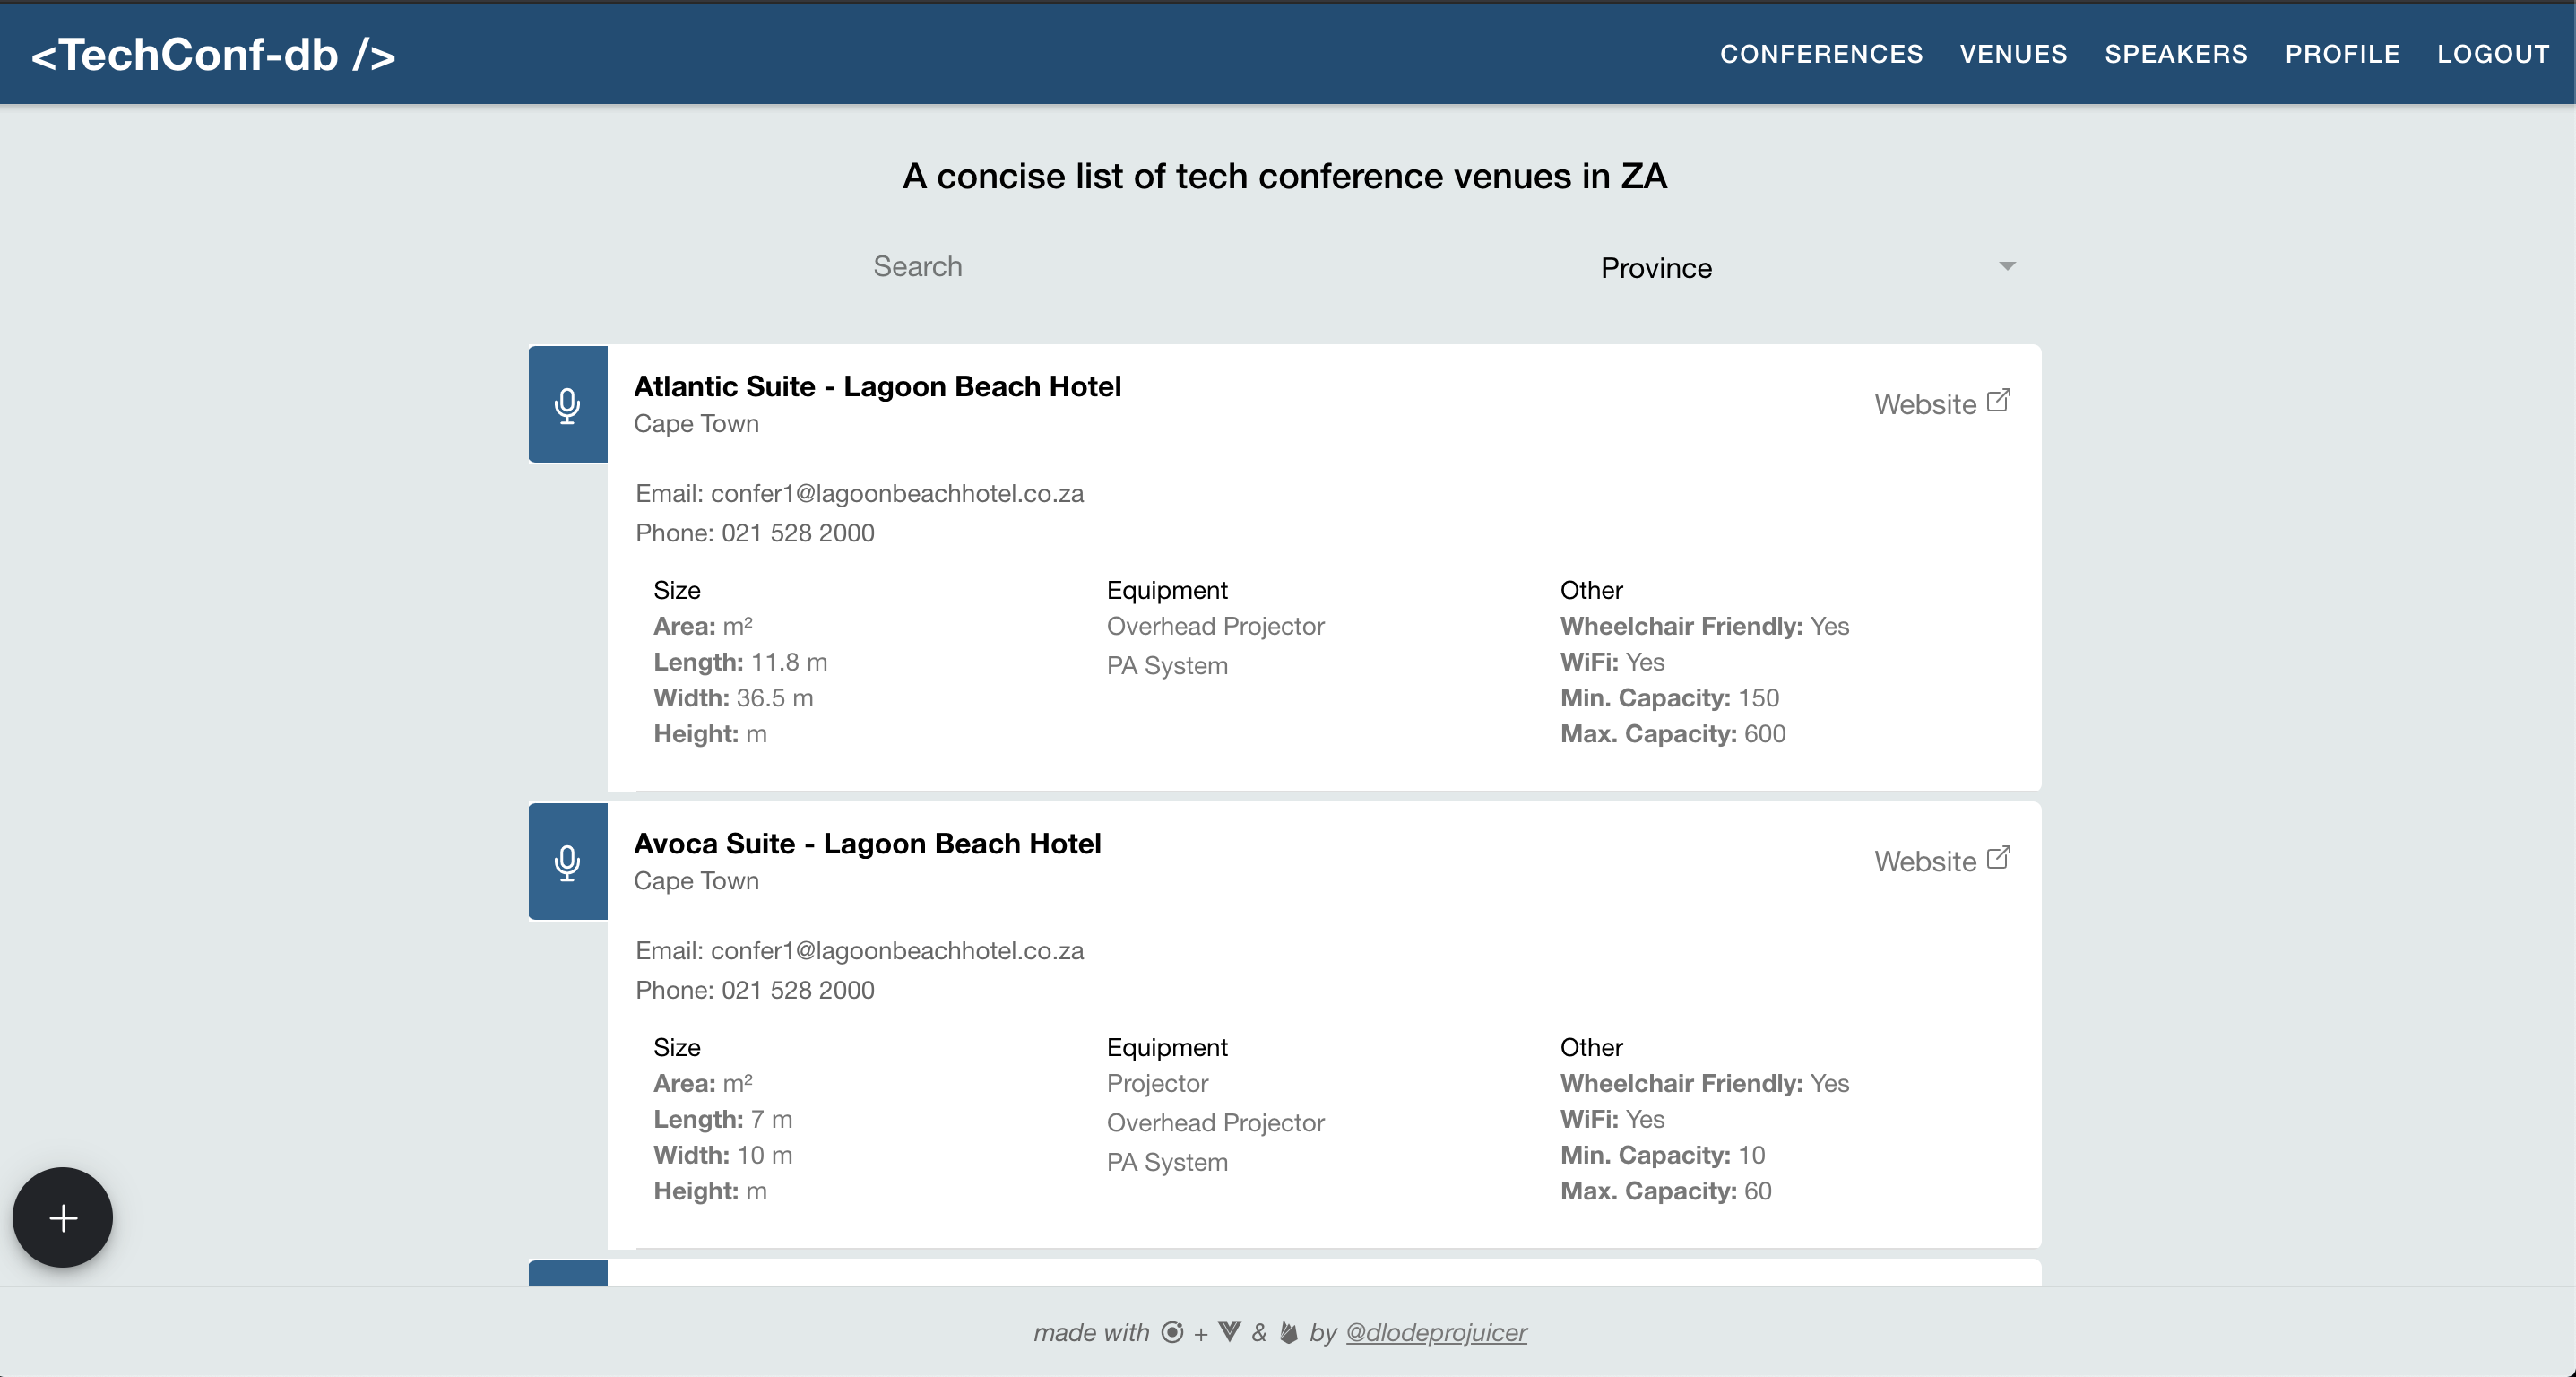 <TechConf-db />
CONFERENCES VENUES SPEAKERS PROFILE LOGOUT
A concise list of tech conference venues in ZA
Search
Province
Atlantic Suite - Lagoon Beach Hotel
Cape Town
Website
Email: confer1@lagoonbeachhotel.co.za
Phone: 021 528 2000
Size
Area: m²
Length: 11.8 m
Width: 36.5 m
Height: m
Equipment
Overhead Projector
PA System
Other
Wheelchair Friendly: Yes
WiFi: Yes
Min. Capacity: 150
Max. Capacity: 600
Avoca Suite - Lagoon Beach Hotel
Cape Town
Website
Email: confer1@lagoonbeachhotel.co.za
Phone: 021 528 2000
Size
Area: m²
Length: 7 m
Width: 10 m
Height: m
Equipment
Projector
Overhead Projector
PA System
Other
Wheelchair Friendly: Yes
WiFi: Yes
Min. Capacity: 10
Max. Capacity: 60
made with + & by @dlodeprojuicer